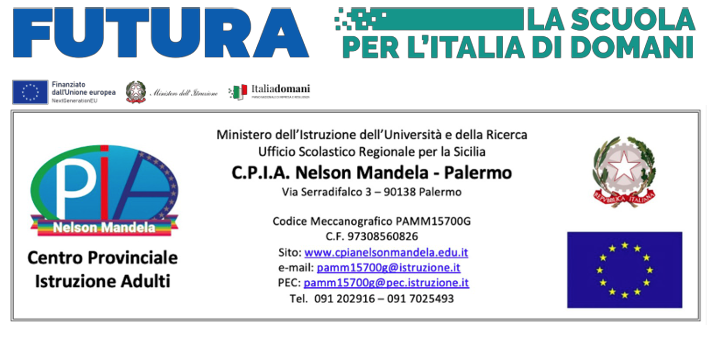 FUTURA
LA SCUOLA
PER L'ITALIA DI DOMANI
Finanziato
dall'Unione europea
NextGenerationEU
Ministero dell'Istruzione
Italiadomani
Ministero dell'Istruzione dell'Università e della Ricerca
Ufficio Scolastico Regionale per la Sicilia
C.P.I.A. Nelson Mandela - Palermo
Via Serradifalco 3 – 90138 Palermo
Codice Meccanografico PAMM15700G
C.F. 97308560826
Sito: www.cpianelsonmandela.edu.it
e-mail: pamm15700g@istruzione.it
PEC: pamm15700g@pec.istruzione.it
Tel. 091 202916 – 091 7025493
PIA
Nelson Mandela
Centro Provinciale
Istruzione Adulti
REPVBBLICA ITALIANA